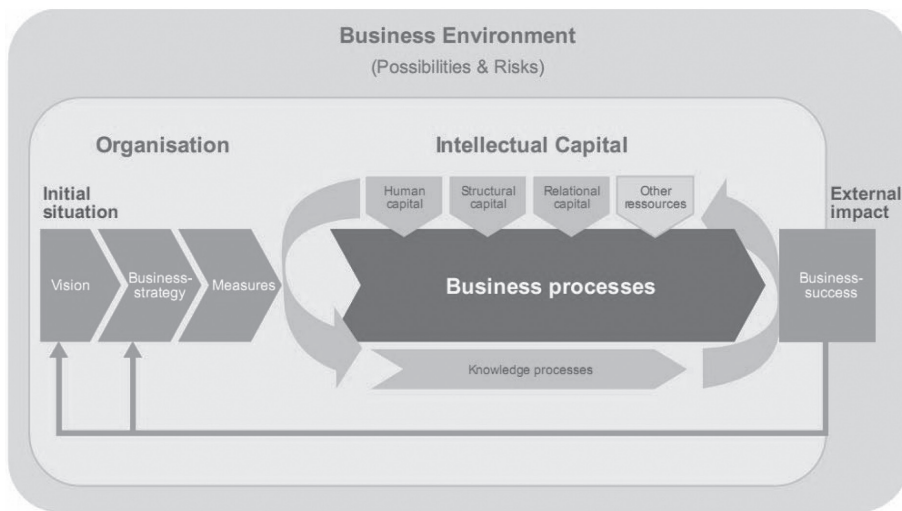 Business Environment
(Possibilities & Risks)
Organisation
Intellectual Capital
Initial
situation
Human
capital
Structural
capital
Relational
capital
Other
ressources
External
impact
Vision
Business-
strategy
Measures
Business processes
Business-
success
Knowledge processes